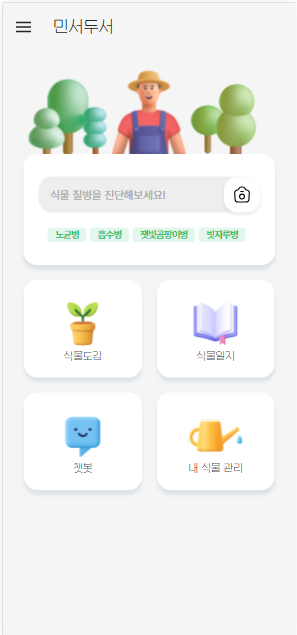 민서두서
식물 질병을 진단해보세요!
노균병 흡수병 잿빛곰팡이병 빗자루병
식물도감 식물일지
챗봇 내 식물 관리